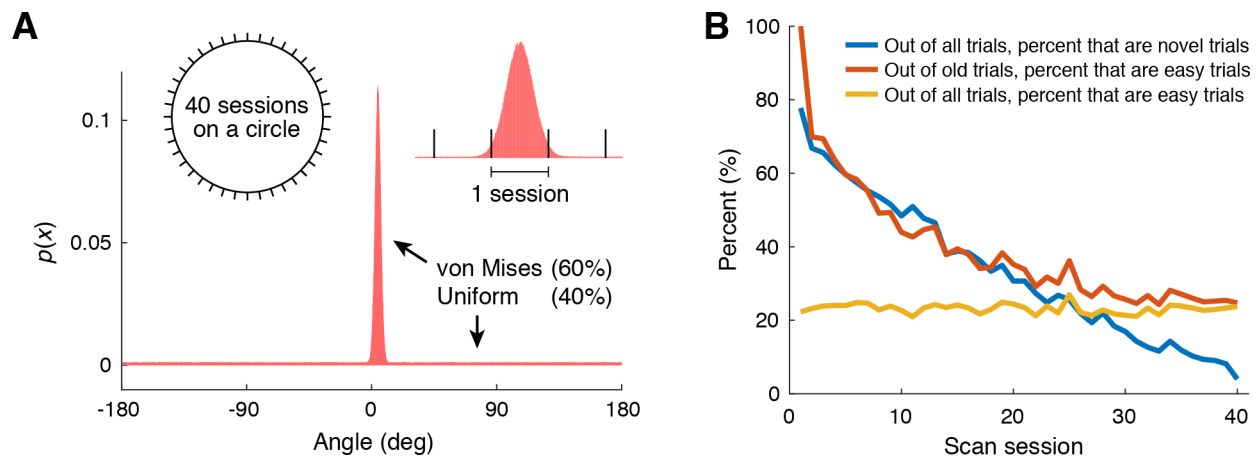 A
40 sessions
on a circle
1 session
von Mises (60%)
Uniform (40%)
p(x)
0.1
0.05
0
-180 -90 0 90 180
Angle (deg)
B
Out of all trials, percent that are novel trials
Out of old trials, percent that are easy trials
Out of all trials, percent that are easy trials
Percent (%)
100
80
60
40
20
0
0 10 20 30 40
Scan session